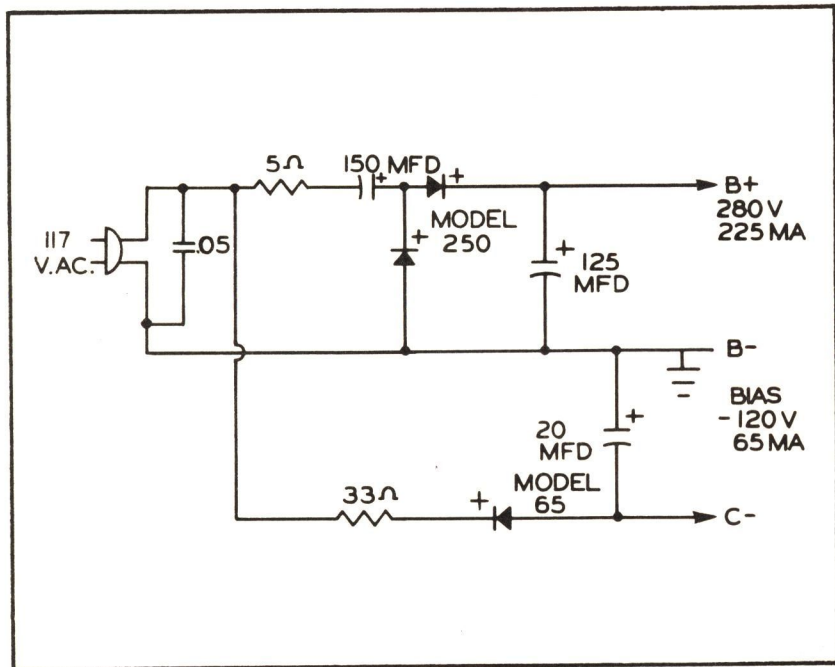 5Ω
150 MFD
+
+
B+
280 V
225 MA
MODEL
250
+
117
V.AC.
.05
+
125
MFD
B-
BIAS
-120 V
65 MA
+
20
MFD
33Ω
+
MODEL
65
C-